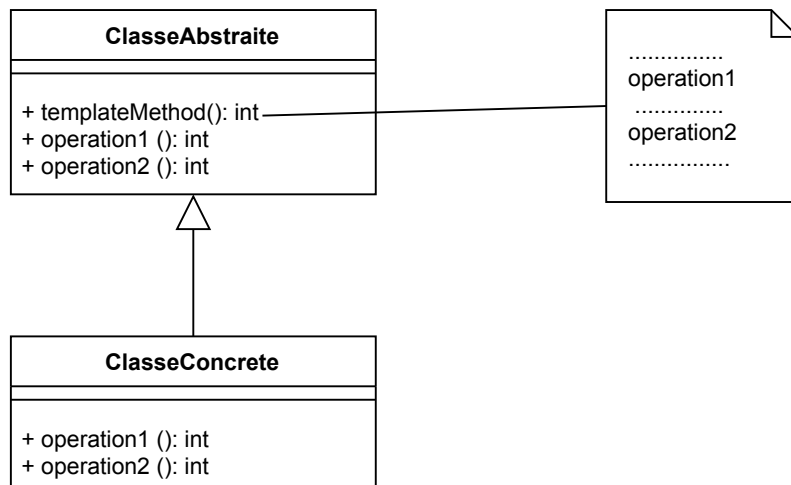 ClasseAbstraite
+ templateMethod(): int
+ operation1 (): int
+ operation2 (): int
...............
operation1
..............
operation2
................
ClasseConcrete
+ operation1 (): int
+ operation2 (): int